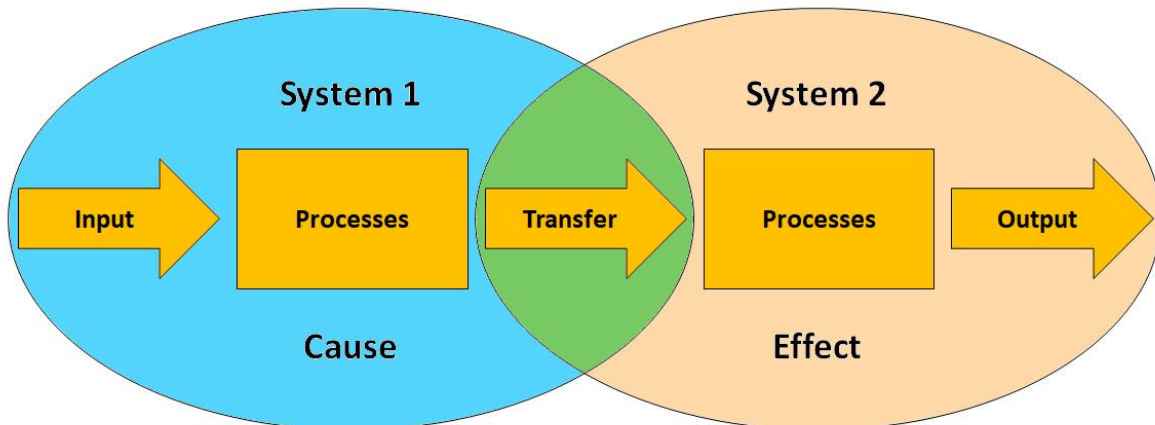 System 1
System 2
Input
Processes
Transfer
Processes
Output
Cause
Effect